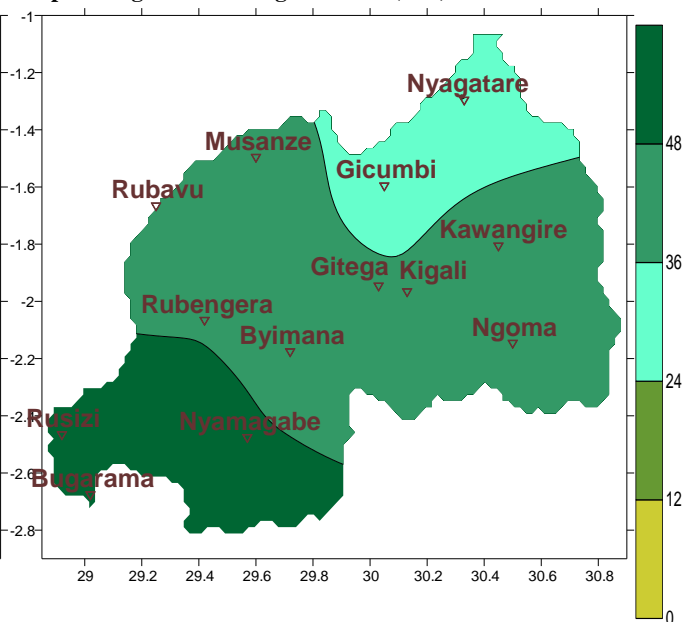 -1
-1.2
Nyagatare
-1.4
Musanze
48
Gicumbi
-1.6
Rubavu
Kawangire
-1.8
36
Gitega Kigali
-2
Rubengera
Ngoma
Byimana
-2.2
24
-2.4
Rusizi
Nyamagabe
-2.6
Bugarama
12
-2.8
29 29.2 29.4 29.6 29.8 30 30.2 30.4 30.6 30.8
0